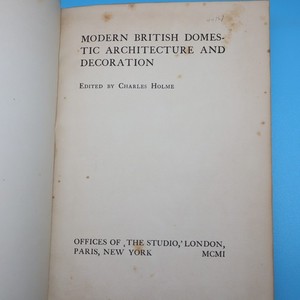 MODERN BRITISH DOMES-
TIC ARCHITECTURE AND
DECORATION
EDITED BY CHARLES HOLME
OFFICES OF 'THE STUDIO,' LONDON,
PARIS, NEW YORK MCMI